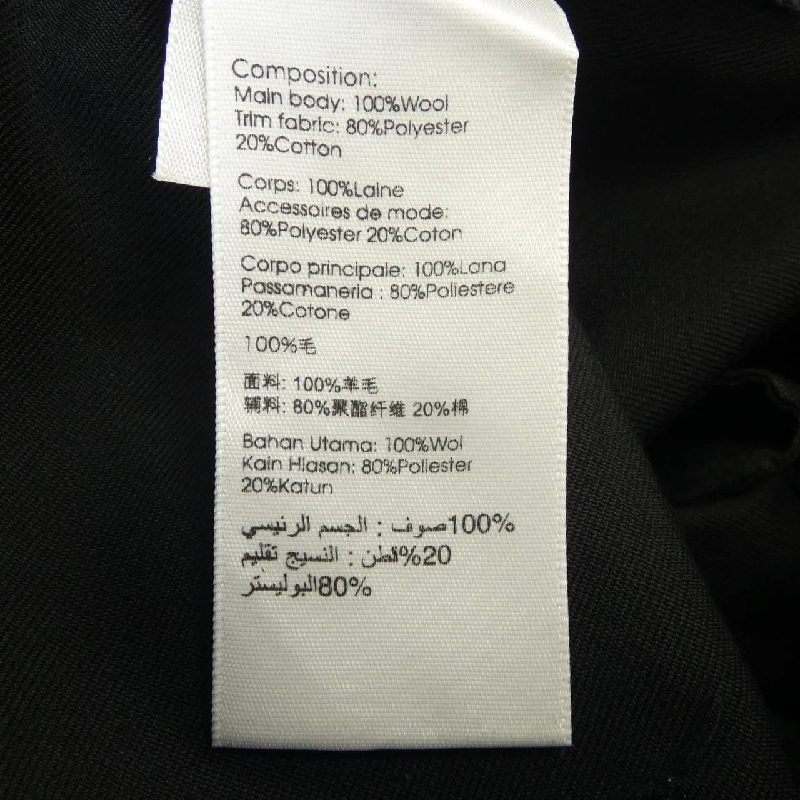 Composition:
Main body: 100%Wool
Trim fabric: 80%Polyester
20%Cotton
Corps: 100%Laine
Accessoires de mode:
80%Polyester 20%Coton
Corpo principale: 100%Lana
Passamaneria : 80%Poliestere
20%Cotone
100%毛
面料: 100%羊毛
辅料: 80%聚酯纤维 20%棉
Bahan Utama: 100%Wol
Kain Hiasan: 80%Poliester
20%Katun
100%صوف : الجسم الرئيسي
20%قطن : النسيج تقليم
80%البوليستر